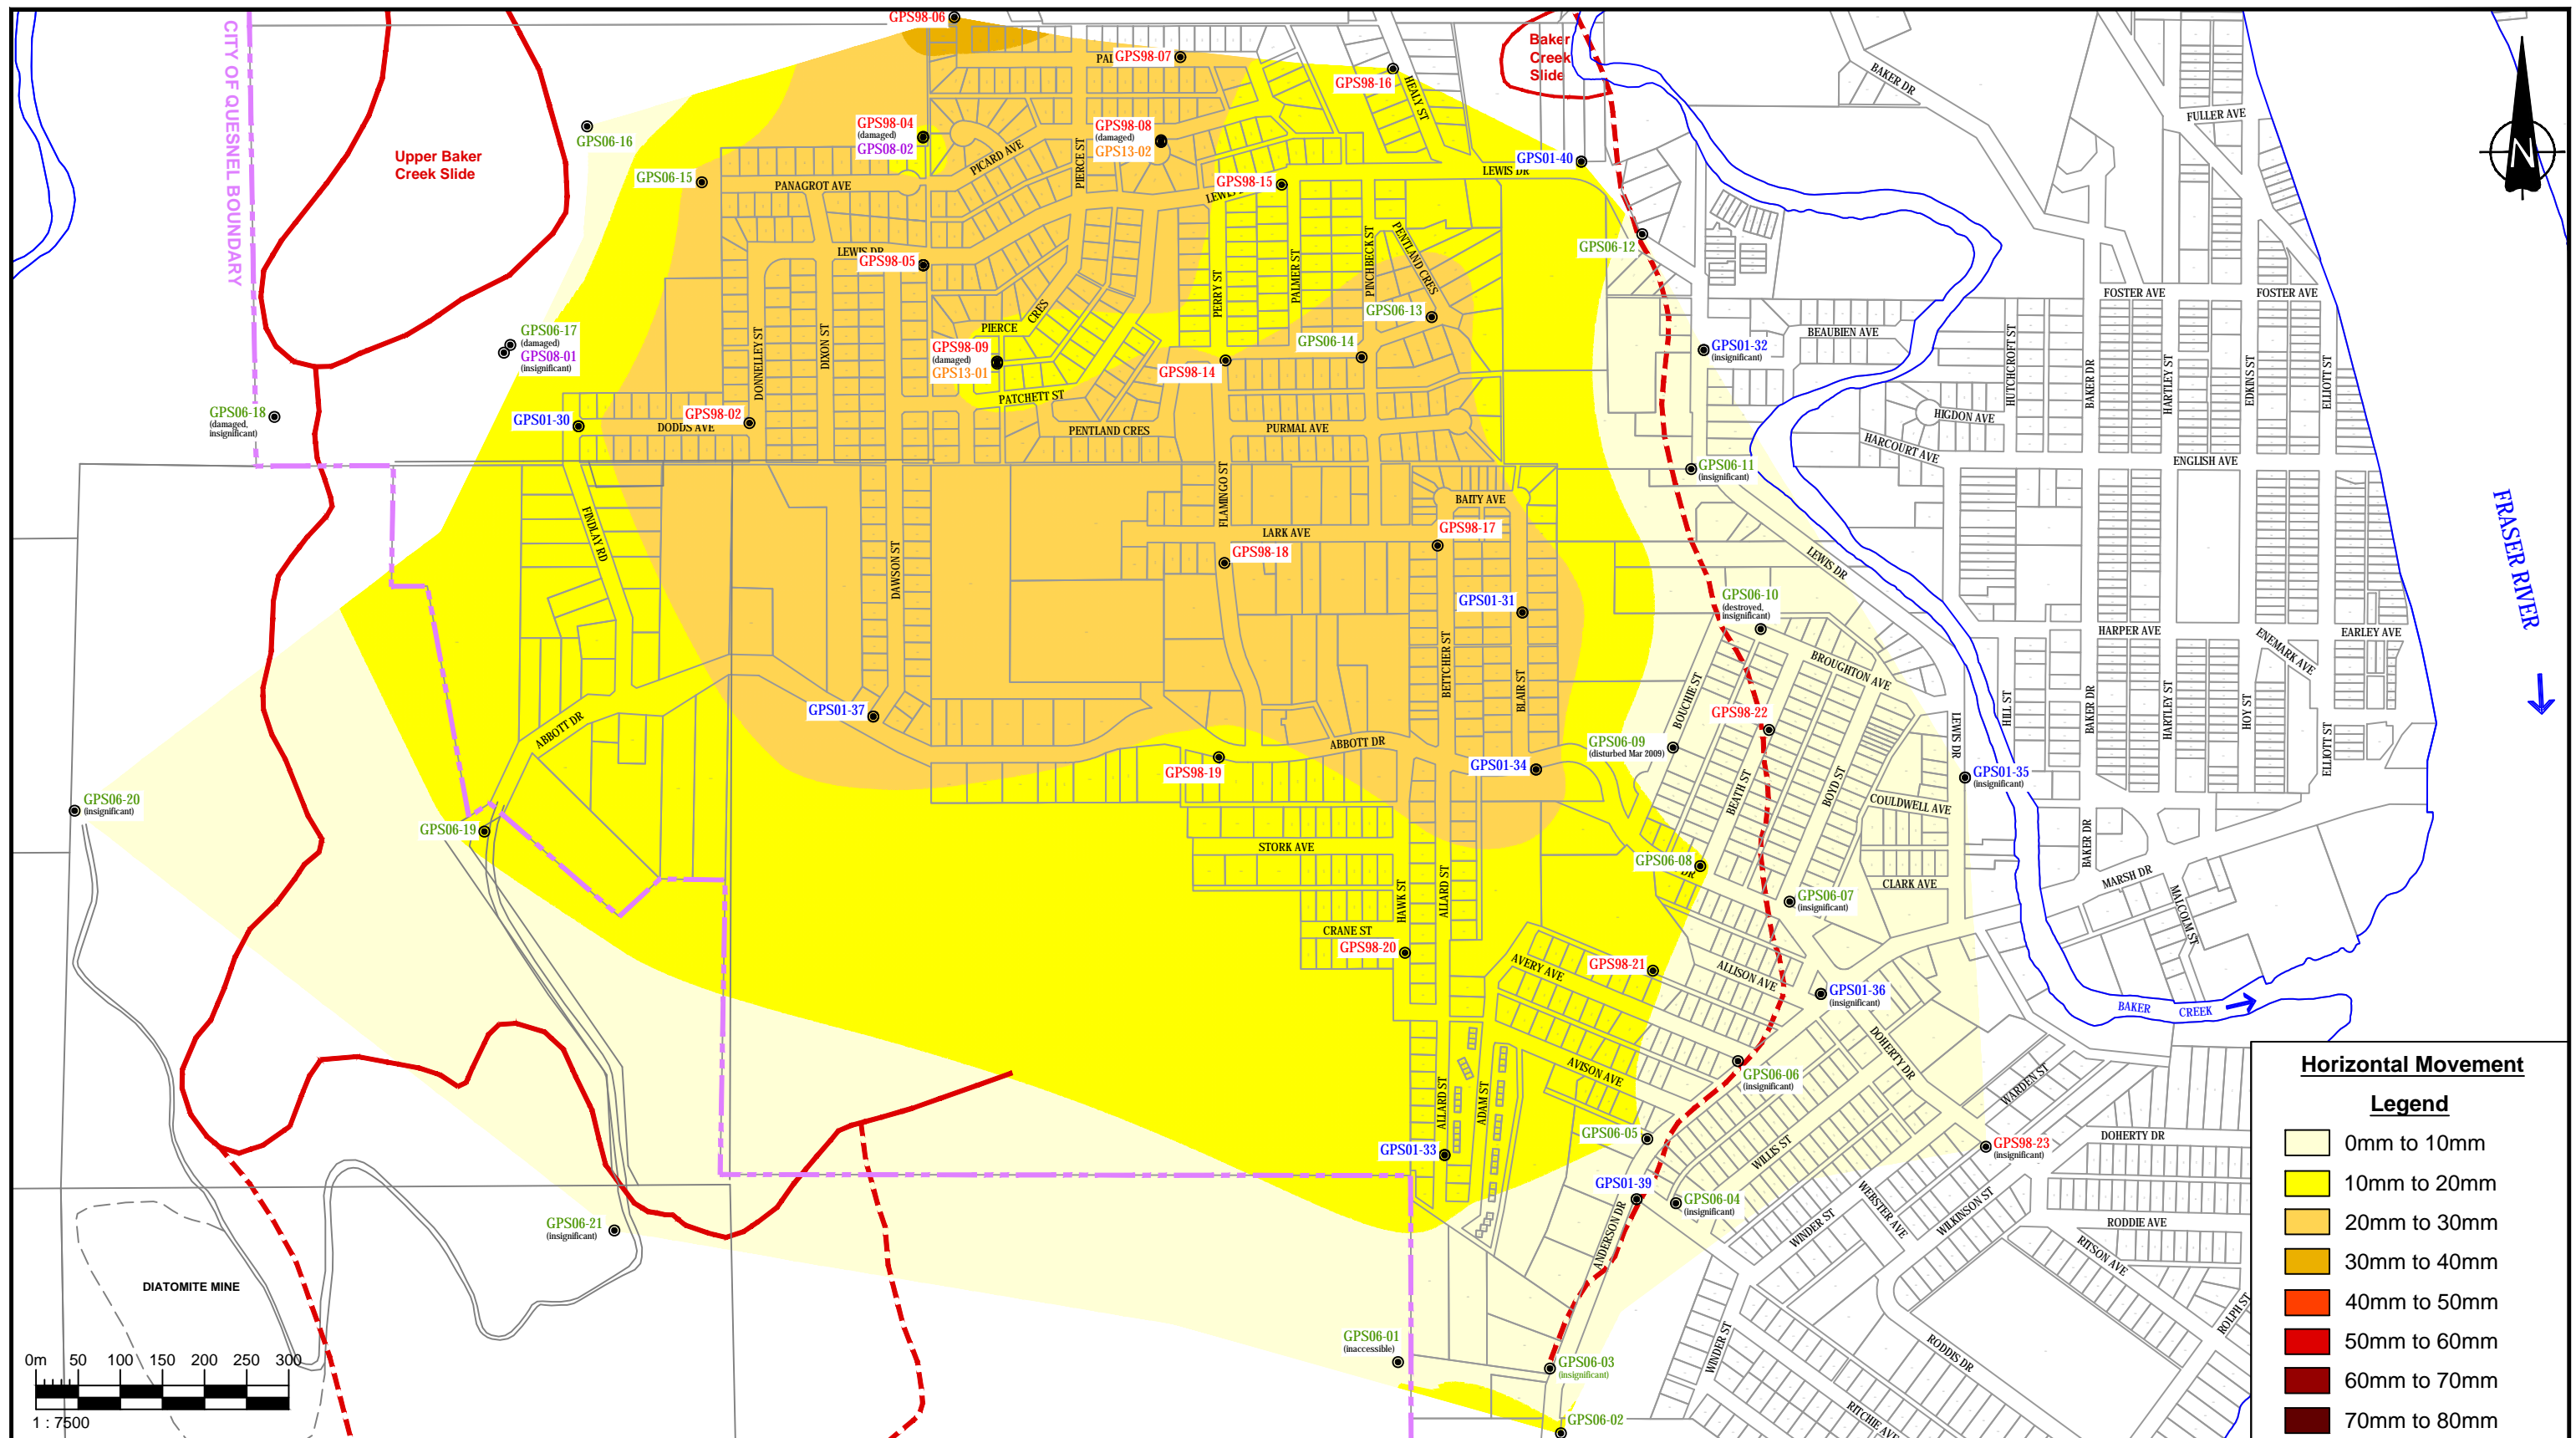 GPS98-06
GPS98-07
GPS98-16
HEALY ST
Baker
Creek
Slide
BAKER DR
FULLER AVE
CITY OF QUESNEL BOUNDARY
Upper Baker
Creek Slide
GPS06-16
GPS98-04
(damaged)
GPS08-02
GPS98-08
(damaged)
GPS13-02
PICARD AVE
PIERCE ST
GPS06-15
PANAGROT AVE
GPS98-15
GPS01-40
LEWIS DR
N
LEWIS DR
GPS98-05
PERRY ST
PALMER ST
PINCHBECK ST
PENTLAND CRES
GPS06-12
GPS06-13
FOSTER AVE
FOSTER AVE
GPS06-17
(damaged)
GPS08-01
(insignificant)
DONNELLEY ST
DIXON ST
PIERCE
CRES
GPS98-09
(damaged)
GPS13-01
GPS06-14
GPS98-14
GPS01-32
(insignificant)
BEAUBIEN AVE
HUTCHCROFT ST
BAKER DR
HARTLEY ST
EDKINS ST
ELLIOTT ST
PATCHETT ST
GPS06-18
(damaged,
insignificant)
GPS01-30
GPS98-02
DODDS AVE
PENTLAND CRES
PURMAL AVE
HIGDON AVE
HARCOURT AVE
ENGLISH AVE
GPS06-11
(insignificant)
FINDLAY RD
DAWSON ST
FLAMINGO ST
BAITY AVE
LARK AVE
GPS98-17
GPS98-18
LEWIS DR
FRASER RIVER
GPS01-31
GPS06-10
(destroyed,
insignificant)
HARPER AVE
ENEMARK AVE
EARLEY AVE
BETTCHER ST
BLAIR ST
BOUCHIE ST
BROUGHTON AVE
HILL ST
BAKER DR
HARTLEY ST
HOY ST
ELLIOTT ST
GPS01-37
ABBOTT DR
ABBOTT DR
GPS98-22
GPS06-09
(disturbed Mar 2009)
LEWIS DR
GPS98-19
GPS01-34
BEATH ST
BOYD ST
GPS01-35
(insignificant)
GPS06-20
(insignificant)
COULDWELL AVE
GPS06-19
STORK AVE
GPS06-08
DR
CLARK AVE
BAKER DR
MARSH DR
MALCOLM ST
HAWK ST
ALLARD ST
GPS06-07
(insignificant)
CRANE ST
GPS98-20
AVERY AVE
GPS98-21
ALLISON AVE
GPS01-36
(insignificant)
BAKER
CREEK
DOHERTY DR
AVISON AVE
GPS06-06
(insignificant)
WARDEN ST
ALLARD ST
ADAM ST
GPS01-33
GPS06-05
WILLIS ST
GPS98-23
(insignificant)
DOHERTY DR
GPS01-39
GPS06-04
(insignificant)
WEBSTER AVE
WILKINSON ST
WINDER ST
RODDIE AVE
RITSON AVE
ANDERSON DR
GPS06-21
(insignificant)
DIATOMITE MINE
GPS06-01
(inaccessible)
GPS06-03
(insignificant)
WINDER ST
RODDIS DR
ROLPH ST
RITCHIE AVE
GPS06-02
0m 50 100 150 200 250 300
1 : 7500
Horizontal Movement
Legend
0mm to 10mm
10mm to 20mm
20mm to 30mm
30mm to 40mm
40mm to 50mm
50mm to 60mm
60mm to 70mm
70mm to 80mm